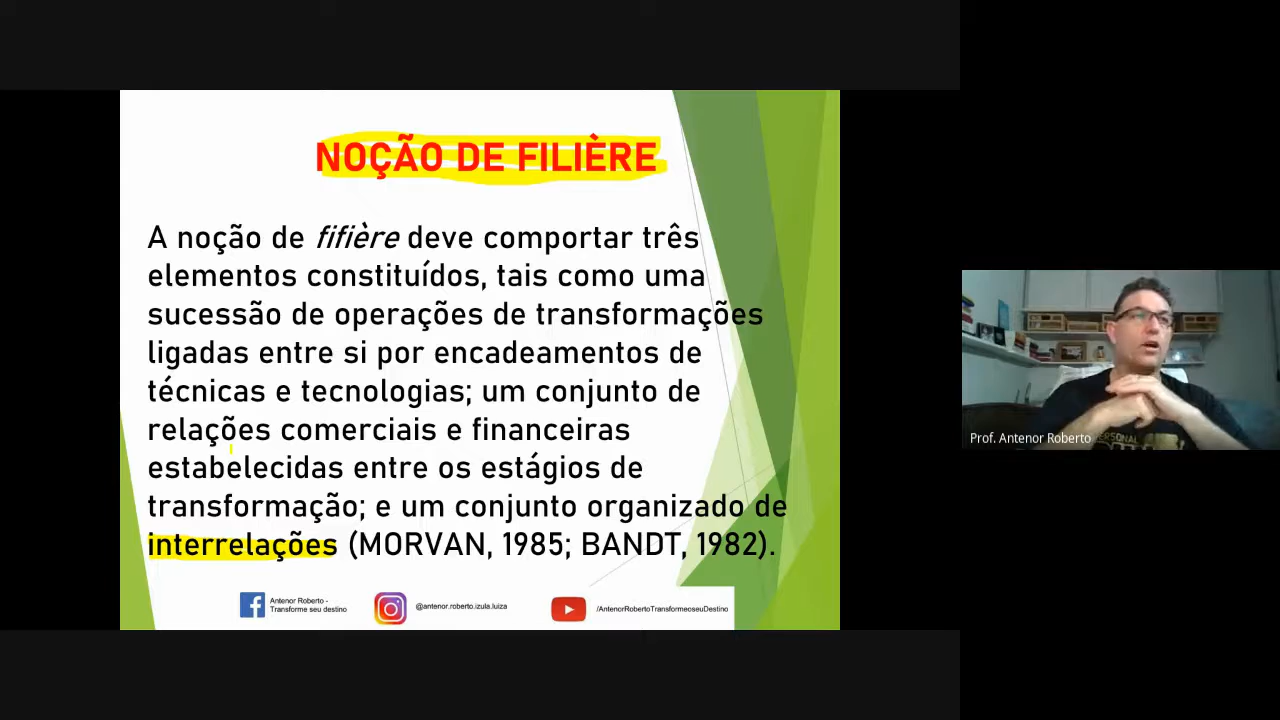 NOÇÃO DE FILIÈRE
A noção de fifière deve comportar três
elementos constituídos, tais como uma
sucessão de operações de transformações
ligadas entre si por encadeamentos de
técnicas e tecnologias; um conjunto de
relações comerciais e financeiras
estabelecidas entre os estágios de
transformação; e um conjunto organizado de
interrelações (MORVAN, 1985; BANDT, 1982).
Antenor Roberto -
Transforme seu destino
@antenor.roberto.izula.luiza
/AntenorRobertoTransformeoseuDestino
Prof. Antenor Roberto
PERSONAL